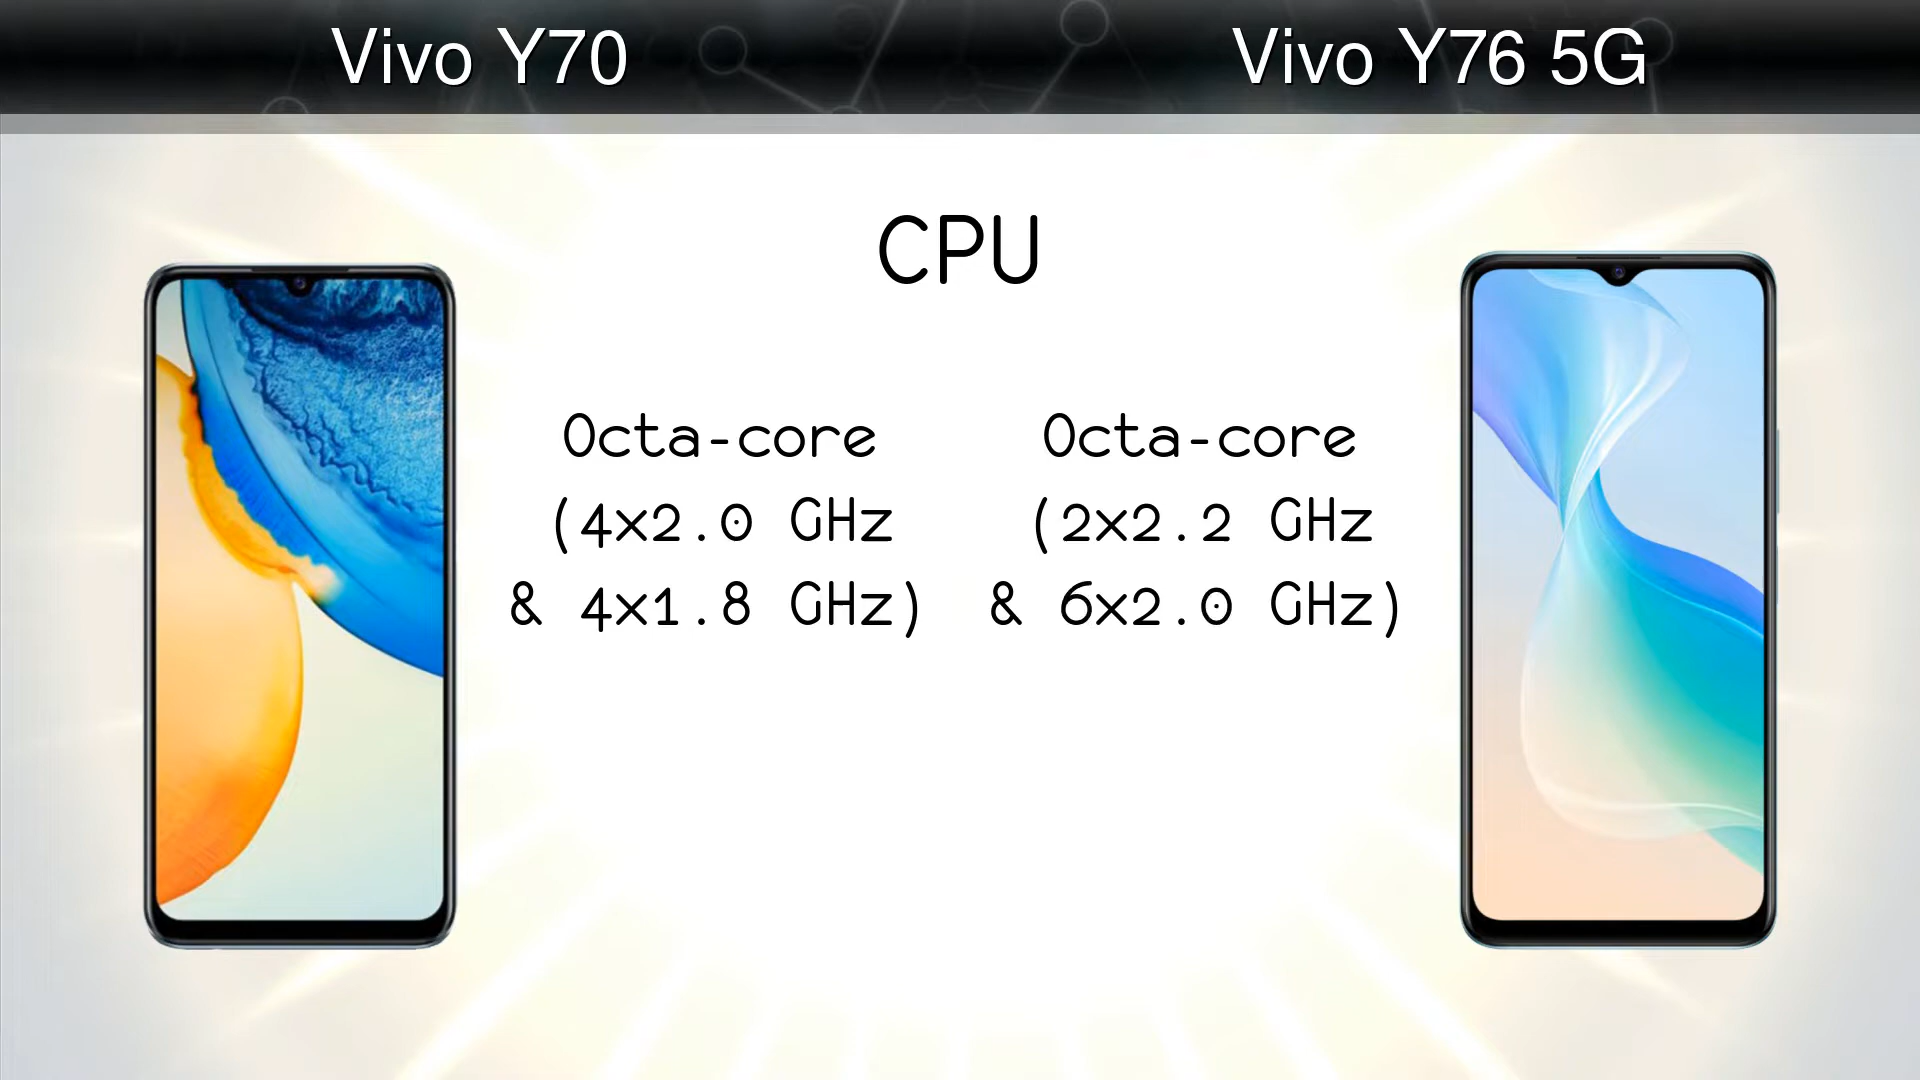 Vivo Y70
Vivo Y76 5G
CPU
Octa-core
(4x2.0 GHz
& 4x1.8 GHz)
Octa-core
(2x2.2 GHz
& 6x2.0 GHz)